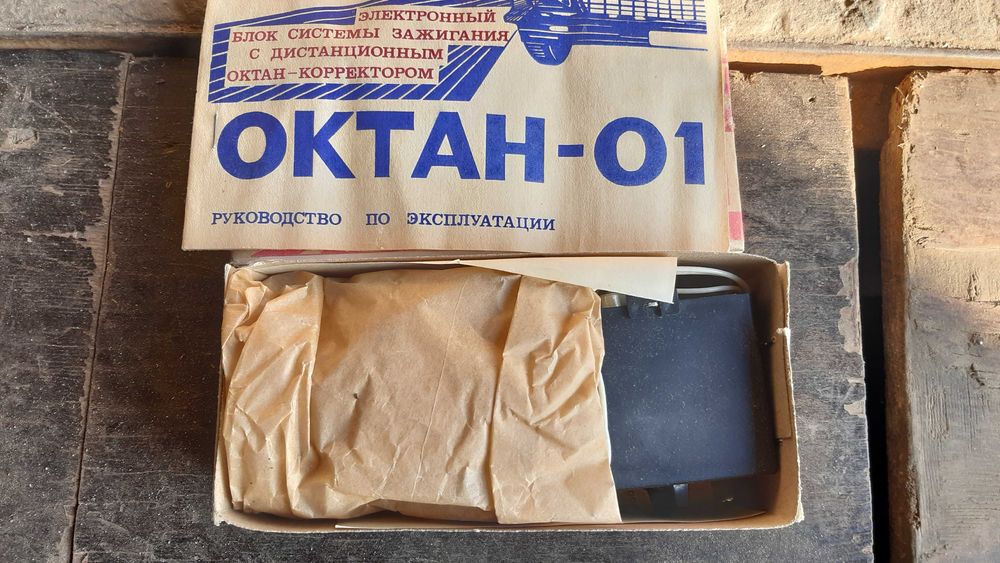 ЭЛЕКТРОННЫЙ
БЛОК СИСТЕМЫ ЗАЖИГАНИЯ
С ДИСТАНЦИОННЫМ
ОКТАН-КОРРЕКТОРОМ
ОКТАН-01
РУКОВОДСТВО ПО ЭКСПЛУАТАЦИИ